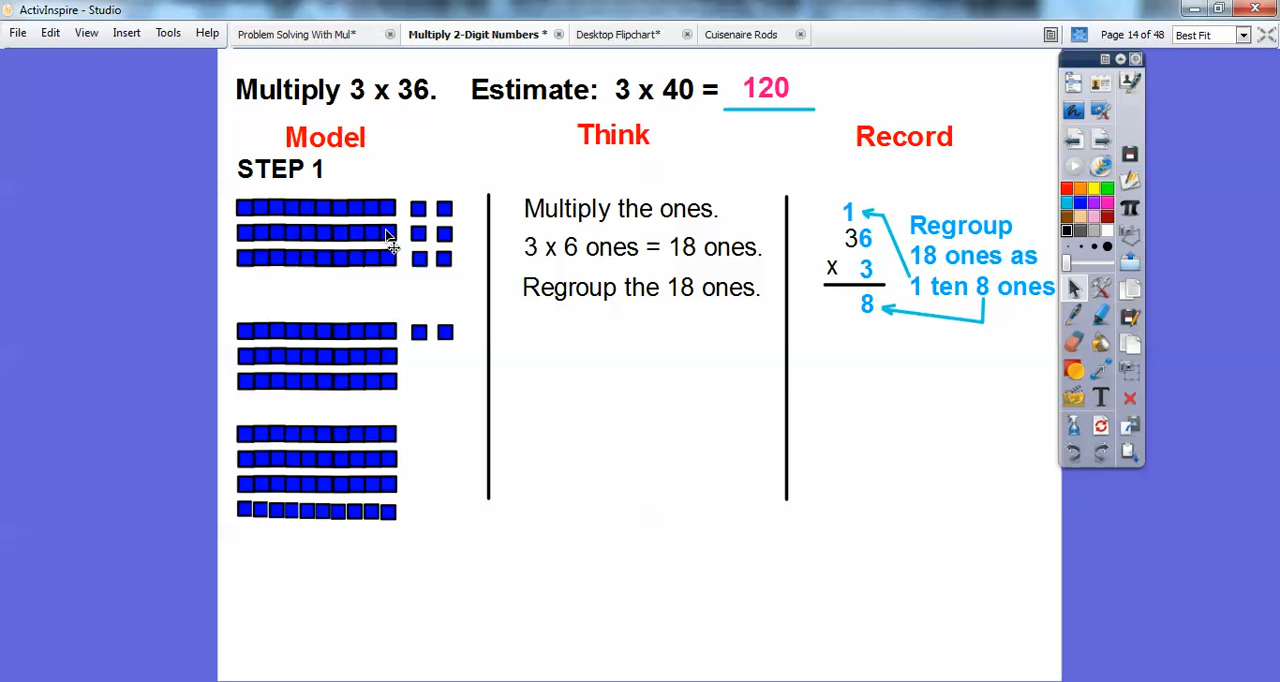 ActivInspire - Studio
File Edit View Insert Tools Help
Problem Solving With Mul* Multiply 2-Digit Numbers * Desktop Flipchart* Cuisenaire Rods
Page 14 of 48 Best Fit
Multiply 3 x 36. Estimate: 3 x 40 = 120
Model
Think
Record
STEP 1
Multiply the ones.
3 x 6 ones = 18 ones.
Regroup the 18 ones.
1
36
x 3
8
Regroup
18 ones as
1 ten 8 ones